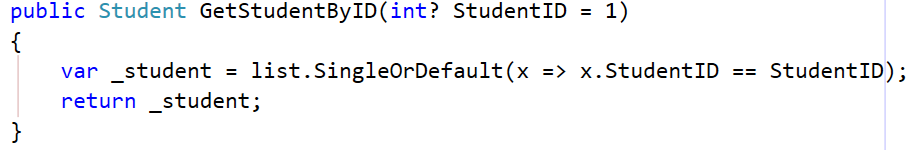 public Student GetStudentByID(int? StudentID = 1)
{
    var _student = list.SingleOrDefault(x => x.StudentID == StudentID);
    return _student;
}